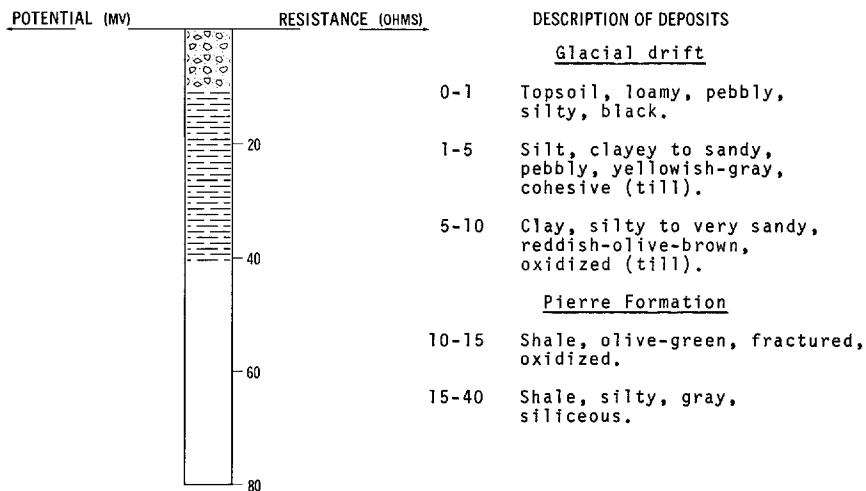 POTENTIAL (MV) RESISTANCE (OHMS) DESCRIPTION OF DEPOSITS
Glacial drift
0-1 Topsoil, loamy, pebbly,
silty, black.
20
1-5 Silt, clayey to sandy,
pebbly, yellowish-gray,
cohesive (till).
5-10 Clay, silty to very sandy,
reddish-olive-brown,
oxidized (till).
40
Pierre Formation
10-15 Shale, olive-green, fractured,
oxidized.
60
15-40 Shale, silty, gray,
siliceous.
80